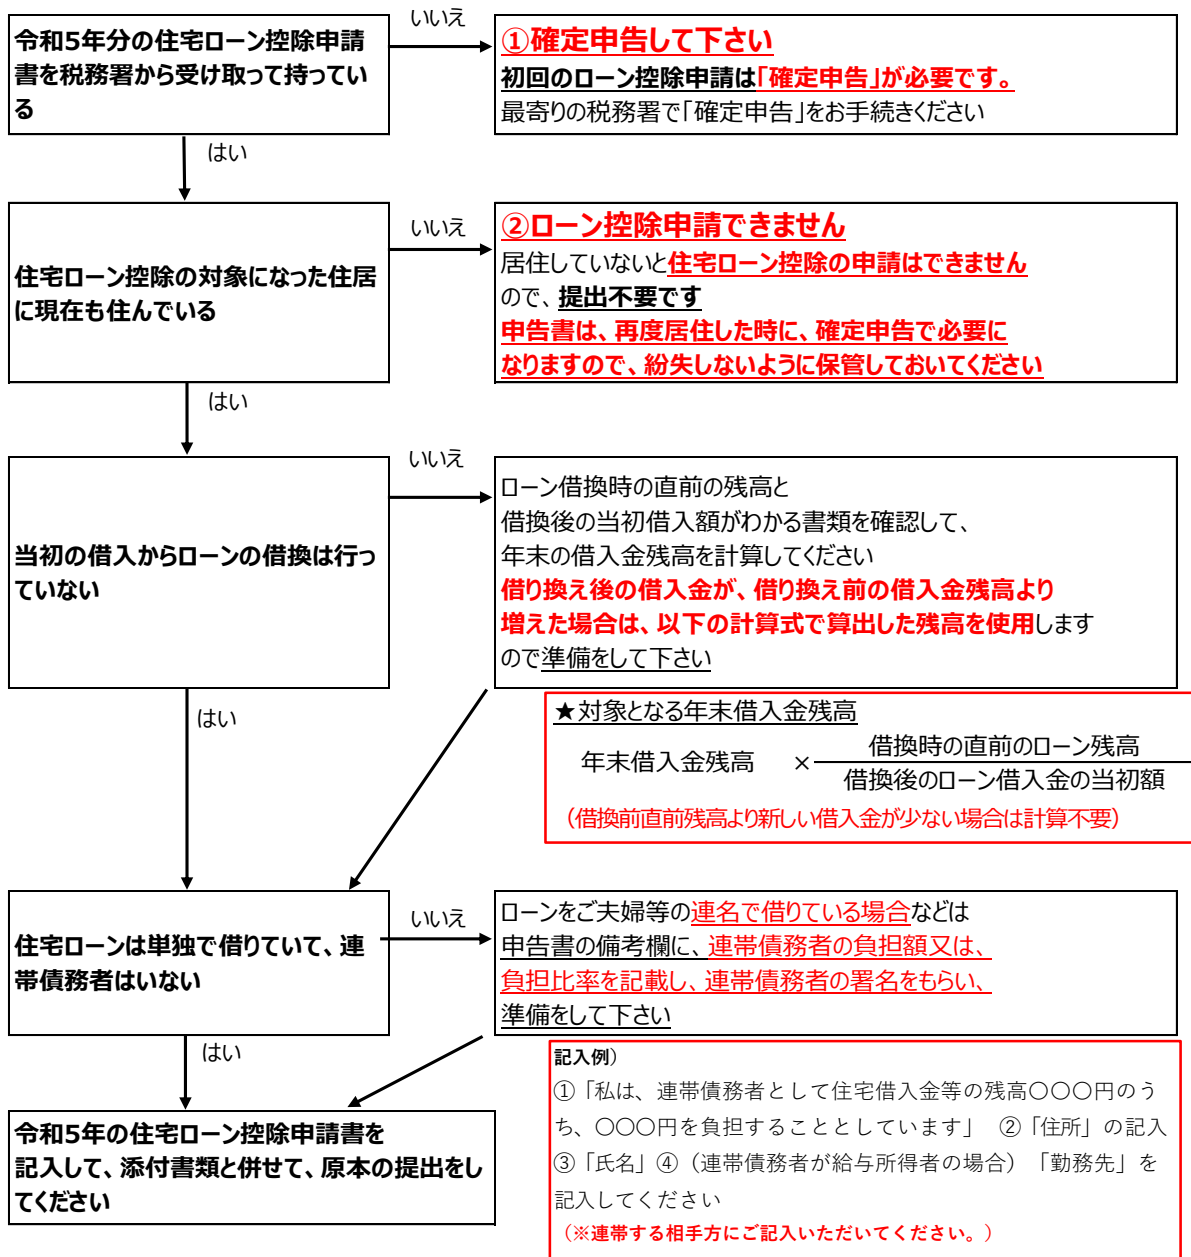 令和5年分の住宅ローン控除申請
書を税務署から受け取って持ってい
る
いいえ
①確定申告して下さい
初回のローン控除申請は「確定申告」が必要です。
最寄りの税務署で「確定申告」をお手続きください
はい
住宅ローン控除の対象になった住居
に現在も住んでいる
いいえ
②ローン控除申請できません
居住していないと住宅ローン控除の申請はできません
ので、提出不要です
申告書は、再度居住した時に、確定申告で必要に
なりますので、紛失しないように保管しておいてください
はい
当初の借入からローンの借換は行っ
ていない
いいえ
ローン借換時の直前の残高と
借換後の当初借入額がわかる書類を確認して、
年末の借入金残高を計算してください
借り換え後の借入金が、借り換え前の借入金残高より
増えた場合は、以下の計算式で算出した残高を使用します
ので準備をして下さい
はい
★対象となる年末借入金残高
年末借入金残高 × 借換時の直前のローン残高
借換後のローン借入金の当初額
（借換前直前残高より新しい借入金が少ない場合は計算不要）
住宅ローンは単独で借りていて、連
帯債務者はいない
いいえ
ローンをご夫婦等の連名で借りている場合などは
申告書の備考欄に、連帯債務者の負担額又は、
負担比率を記載し、連帯債務者の署名をもらい、
準備をして下さい
はい
記入例）
①「私は、連帯債務者として住宅借入金等の残高〇〇〇円のう
ち、〇〇〇円を負担することとしています」 ②「住所」の記入
③「氏名」④（連帯債務者が給与所得者の場合）「勤務先」を
記入してください
（※連帯する相手方にご記入いただいてください。）
令和5年の住宅ローン控除申請書を
記入して、添付書類と併せて、原本の提出をし
てください